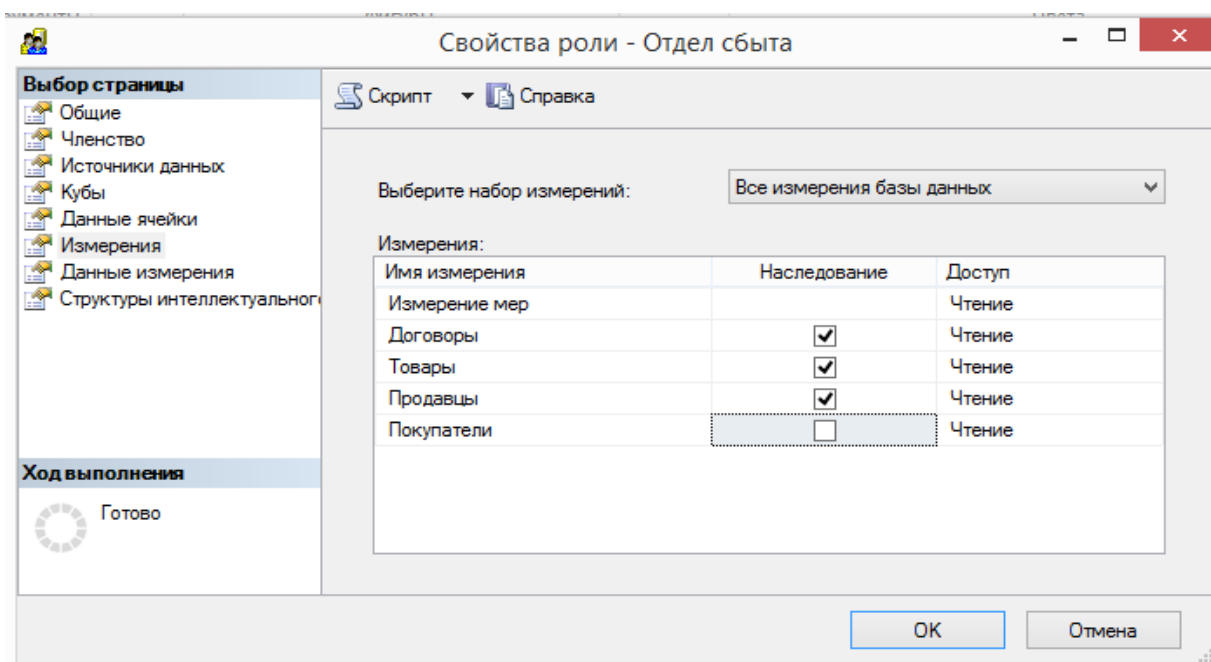 Свойства роли - Отдел сбыта
Выбор страницы
Общие
Членство
Источники данных
Кубы
Данные ячейки
Измерения
Данные измерения
Структуры интеллектуального
Скрипт Справка
Выберите набор измерений: Все измерения базы данных
Измерения:
Имя измерения Наследование Доступ
Измерение мер Чтение
Договоры Чтение
Товары Чтение
Продавцы Чтение
Покупатели Чтение
Ход выполнения
Готово
OK Отмена